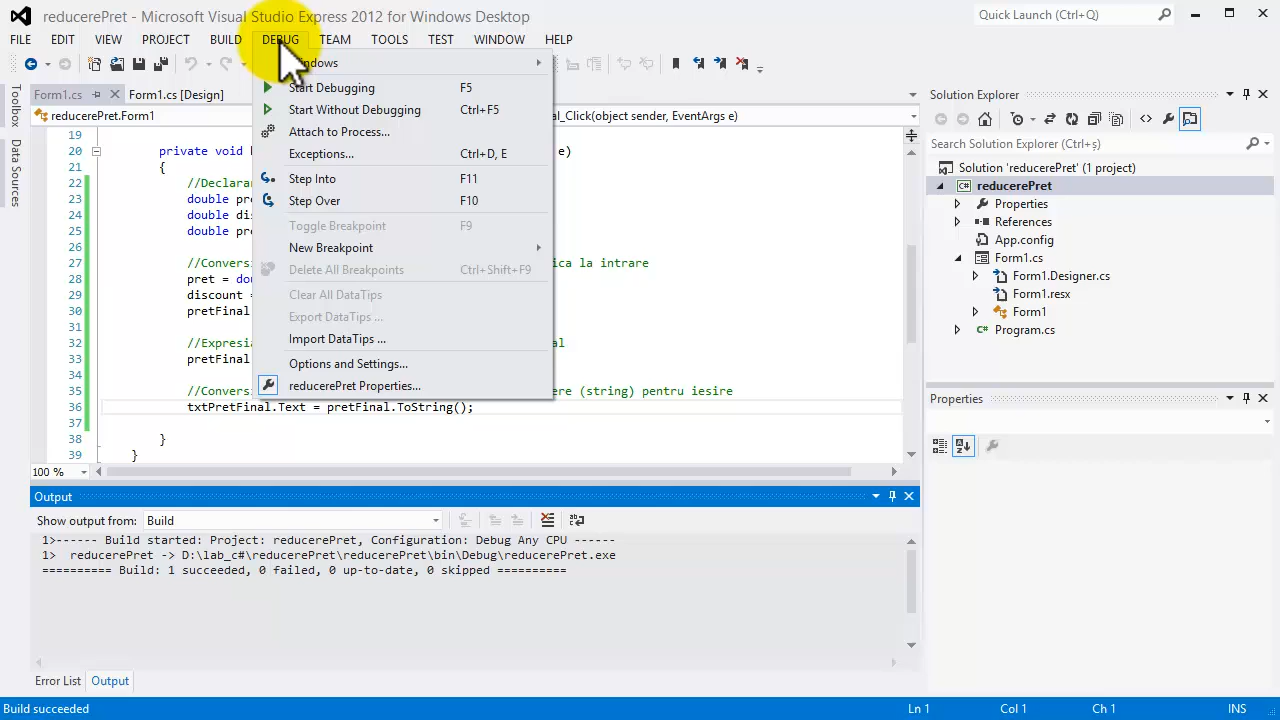 reducerePret - Microsoft Visual Studio Express 2012 for Windows Desktop
Quick Launch (Ctrl+Q)
FILE EDIT VIEW PROJECT BUILD DEBUG TEAM TOOLS TEST WINDOW HELP
Form1.cs Form1.cs [Design]
reducerePret.Form1
al_Click(object sender, EventArgs e)
Toolbox
Data Sources
Start Debugging F5
Start Without Debugging Ctrl+F5
Attach to Process...
Exceptions... Ctrl+D, E
Step Into F11
Step Over F10
Toggle Breakpoint F9
New Breakpoint
Delete All Breakpoints Ctrl+Shift+F9
Clear All DataTips
Export DataTips ...
Import DataTips ...
Options and Settings...
reducerePret Properties...
19
20 private void e)
21 {
22 //Declara
23 double
24 double
25 double
26
27 //Conversi ica la intrare
28 pret =
29 discount =
30 pretFinal
31
32 //Expresia al
33 pretFinal
34
35 //Conversi ere (string) pentru iesire
36 txtPretFinal.Text = pretFinal.ToString();
37
38 }
39 }
100 %
Output
Show output from: Build
1>------ Build started: Project: reducerePret, Configuration: Debug Any CPU ------
1> reducerePret -> D:\lab_c#\reducerePret\reducerePret\bin\Debug\reducerePret.exe
========== Build: 1 succeeded, 0 failed, 0 up-to-date, 0 skipped ==========
Error List Output
Solution Explorer
Search Solution Explorer (Ctrl+ş)
Solution 'reducerePret' (1 project)
C# reducerePret
Properties
References
App.config
Form1.cs
Form1.Designer.cs
Form1.resx
Form1
Program.cs
Properties
Build succeeded Ln 1 Col 1 Ch 1 INS